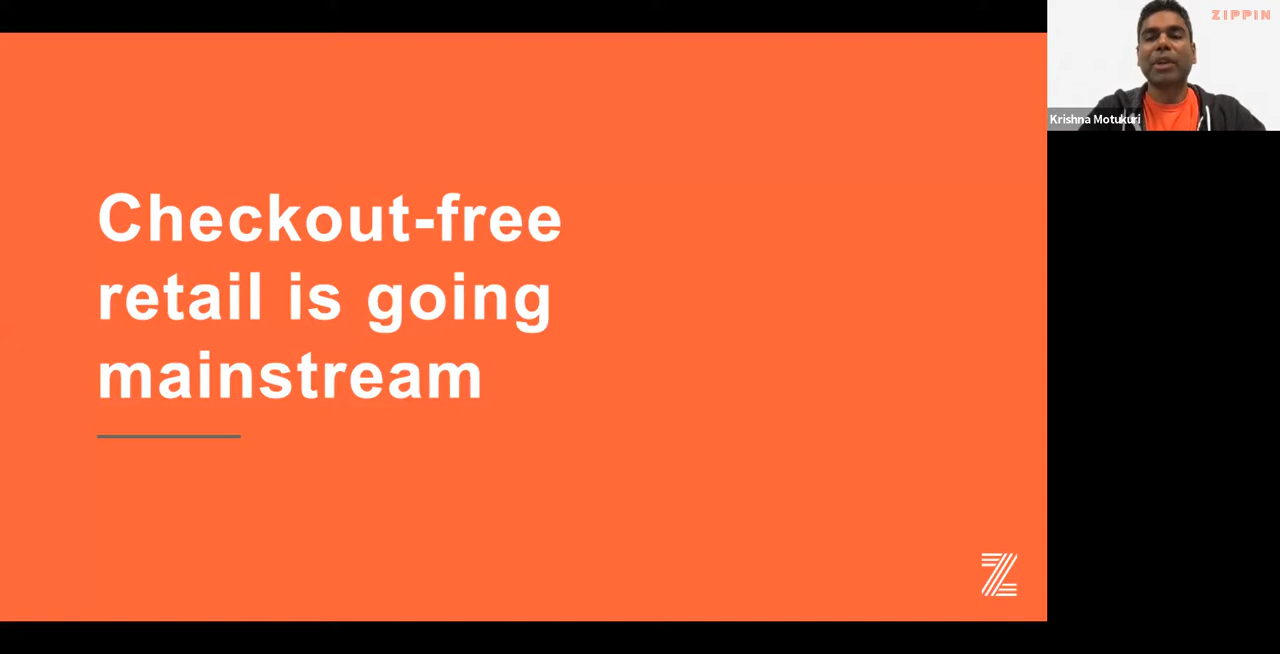 Checkout-free
retail is going
mainstream
Z
ZIPPIN
Krishna Motukuri